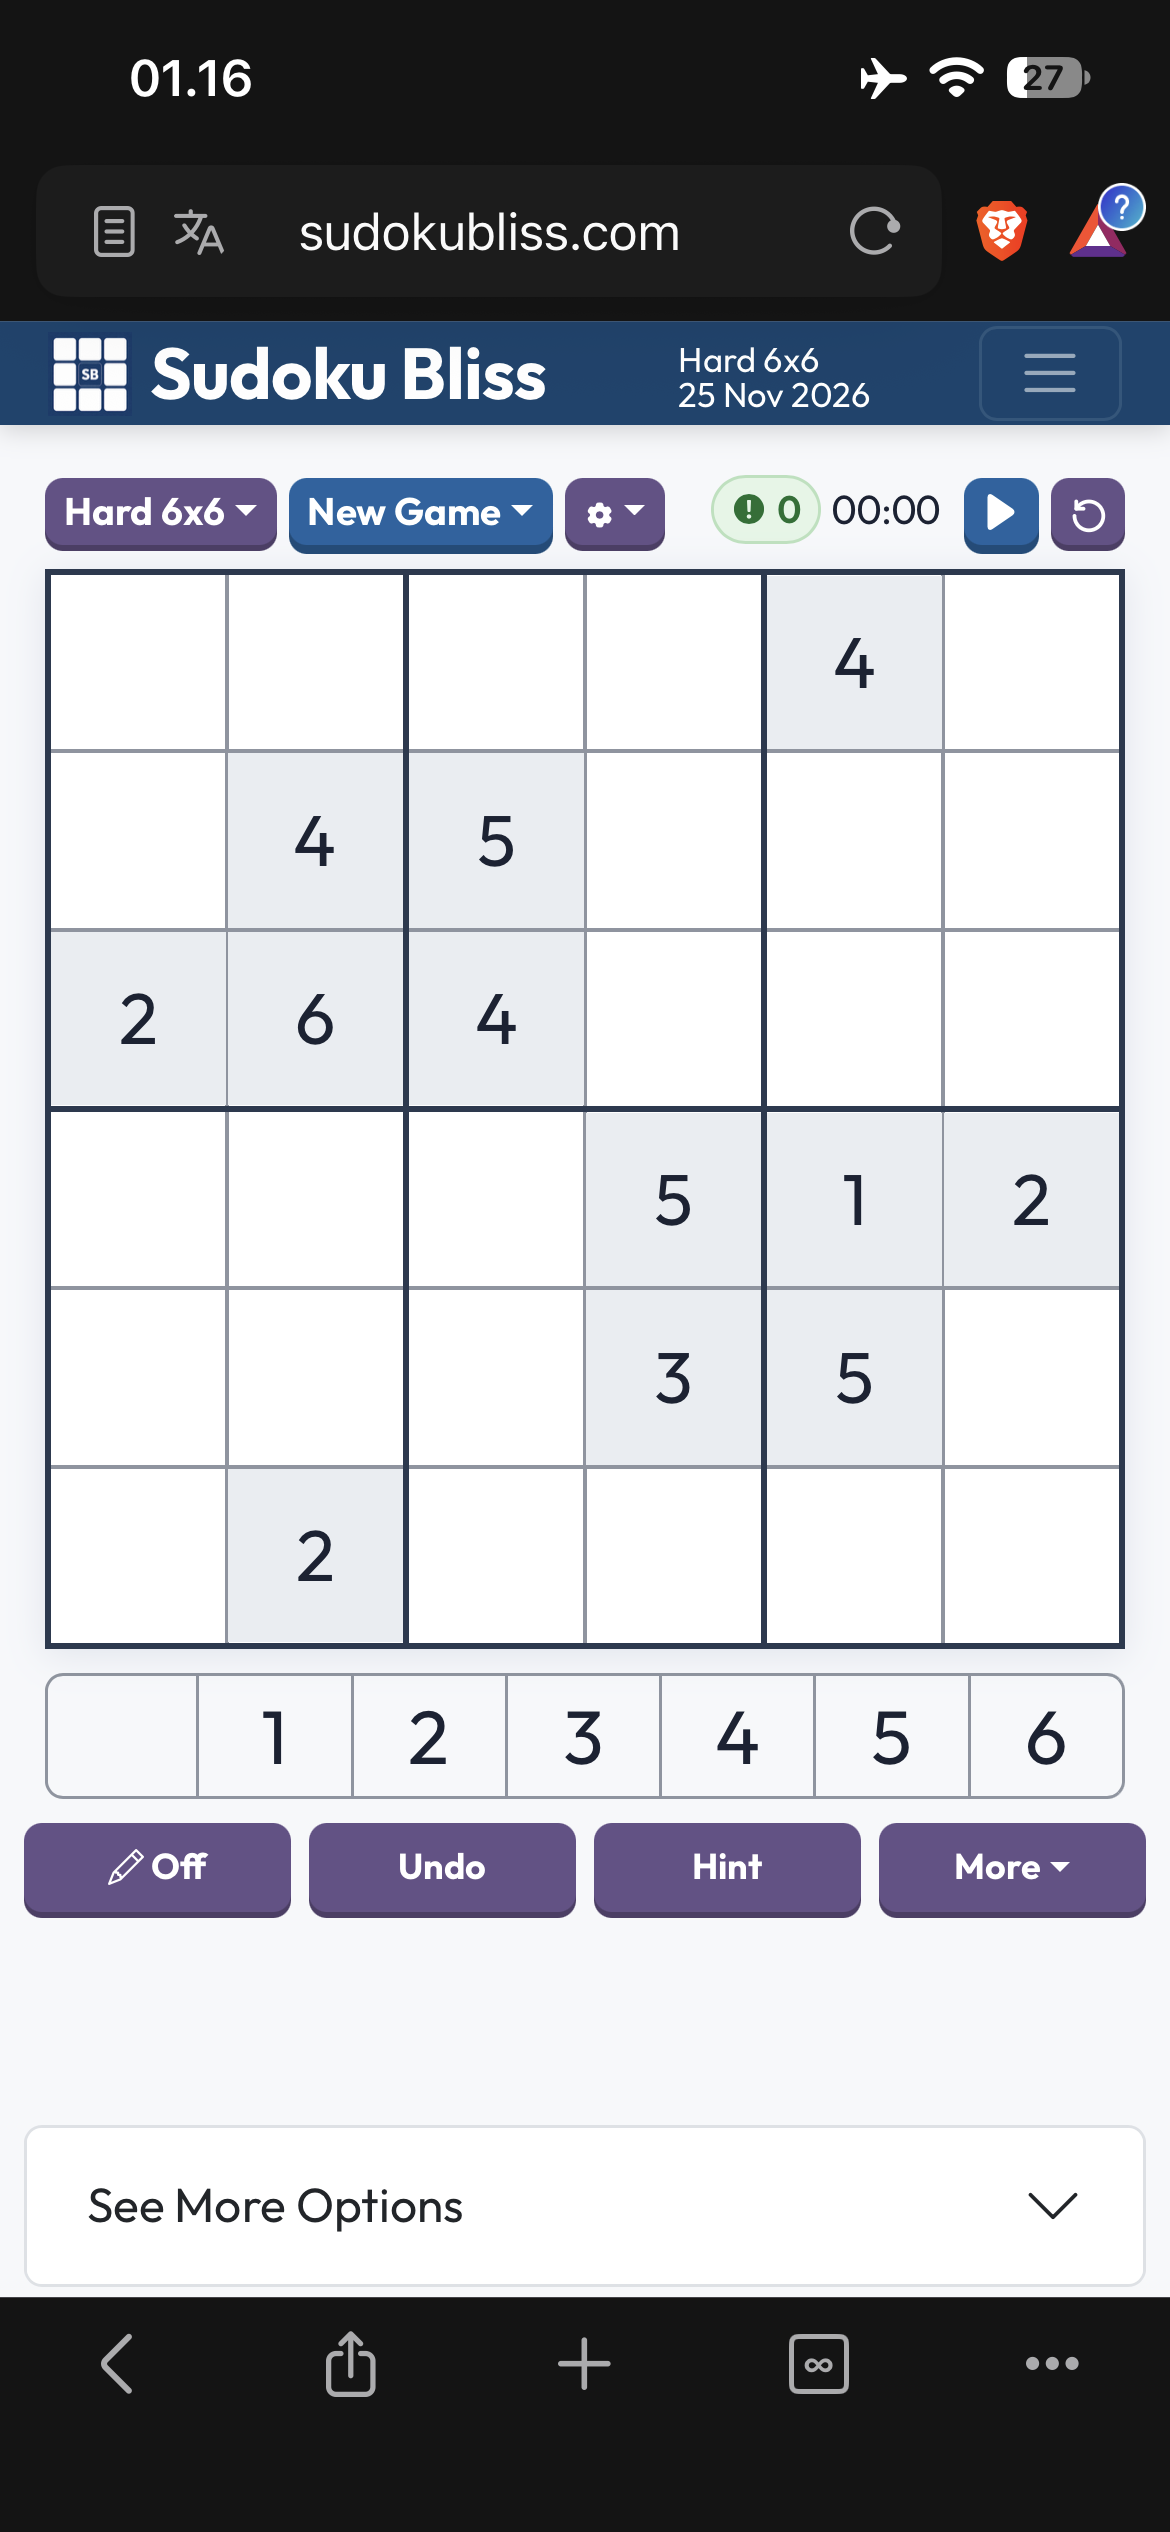 01.16
27
sudokubliss.com
?
SB
Sudoku Bliss
Hard 6x6
25 Nov 2026
Hard 6x6
New Game
! 0
00:00
4
4 5
2 6 4
5 1 2
3 5
2
1 2 3 4 5 6
Off
Undo
Hint
More
See More Options